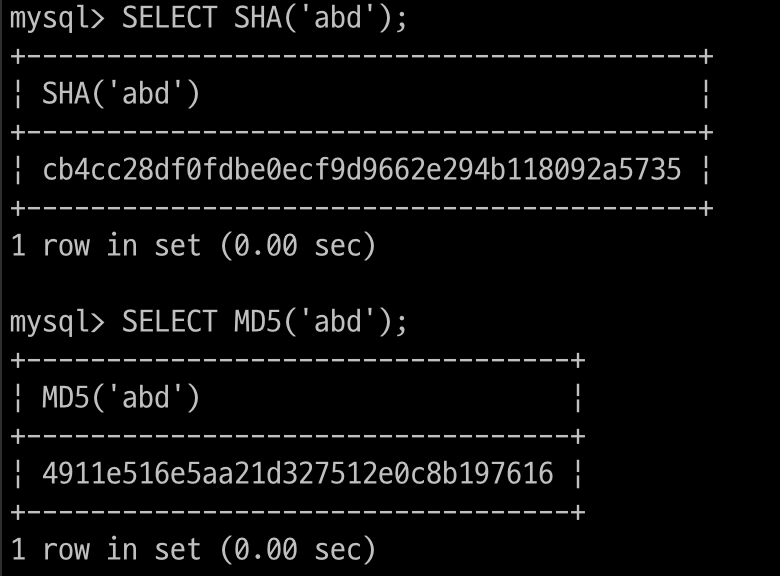 mysql> SELECT SHA('abd');
+------------------------------------------+
¦ SHA('abd')                               ¦
+------------------------------------------+
¦ cb4cc28df0fdbe0ecf9d9662e294b118092a5735 ¦
+------------------------------------------+
1 row in set (0.00 sec)
mysql> SELECT MD5('abd');
+----------------------------------+
¦ MD5('abd')                       ¦
+----------------------------------+
¦ 4911e516e5aa21d327512e0c8b197616 ¦
+----------------------------------+
1 row in set (0.00 sec)